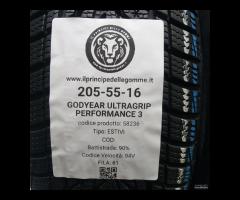 www.ilprincipedellegomme.it
205-55-16
GODYEAR ULTRAGRIP
PERFORMANCE 3
codice prodotto: 58236
Tipo: ESTIVI
COD:
Battistrada: 90%
Codice Velocità: 94V
FILA: 61